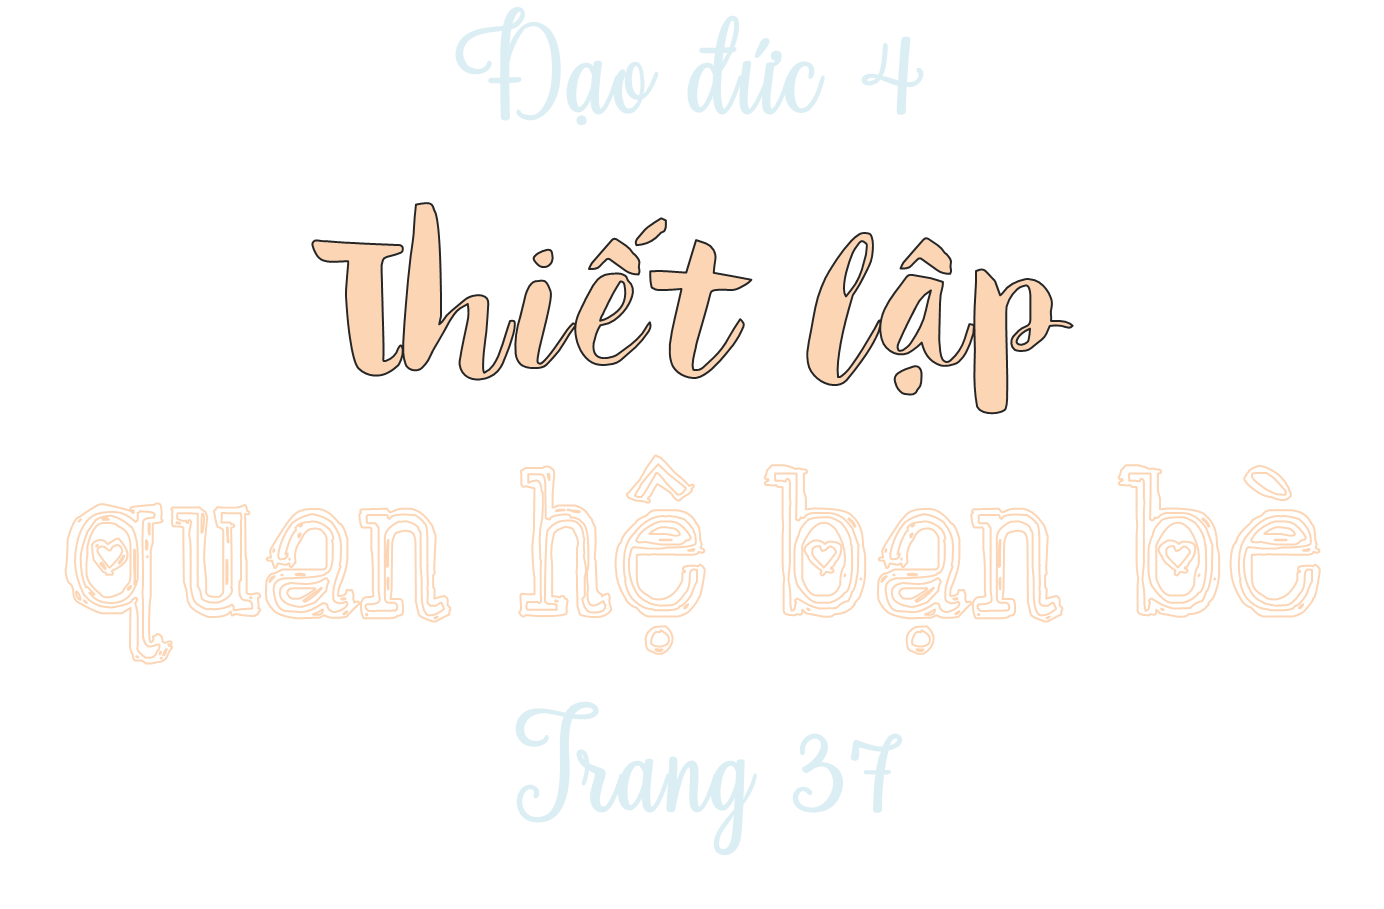 Đạo đức 4
Thiết lập
quan hệ bạn bè
Trang 37